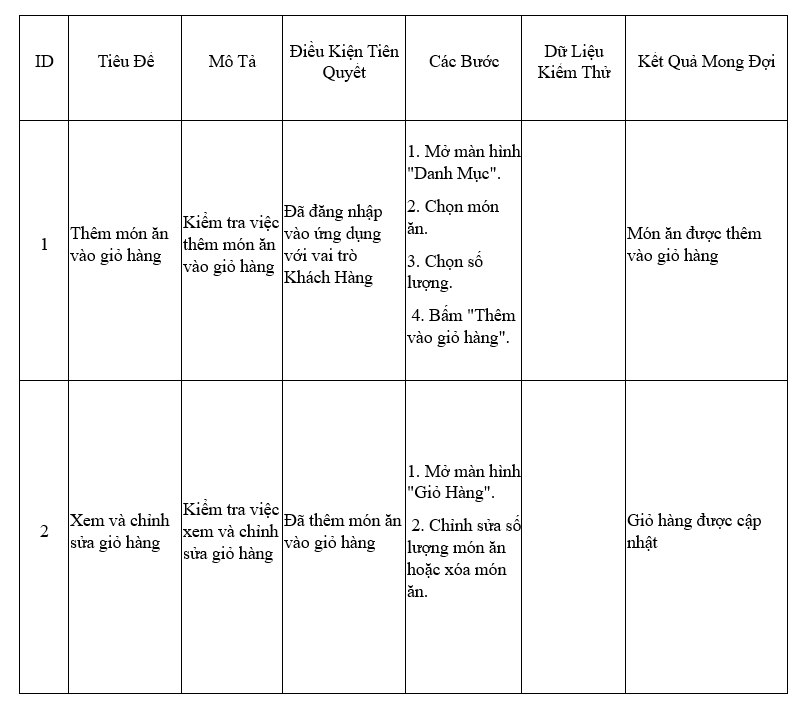 ID
Tiêu Đề
Mô Tả
Điều Kiện Tiên
Quyết
Các Bước
Dữ Liệu
Kiểm Thử
Kết Quả Mong Đợi
1
Thêm món ăn
vào giỏ hàng
Kiểm tra việc
thêm món ăn
vào giỏ hàng
Đã đăng nhập
vào ứng dụng
với vai trò
Khách Hàng
1. Mở màn hình
"Danh Mục".
2. Chọn món
ăn.
3. Chọn số
lượng.
4. Bấm "Thêm
vào giỏ hàng".
Món ăn được thêm
vào giỏ hàng
2
Xem và chỉnh
sửa giỏ hàng
Kiểm tra việc
xem và chỉnh
sửa giỏ hàng
Đã thêm món ăn
vào giỏ hàng
1. Mở màn hình
"Giỏ Hàng".
2. Chỉnh sửa số
lượng món ăn
hoặc xóa món
ăn.
Giỏ hàng được cập
nhật